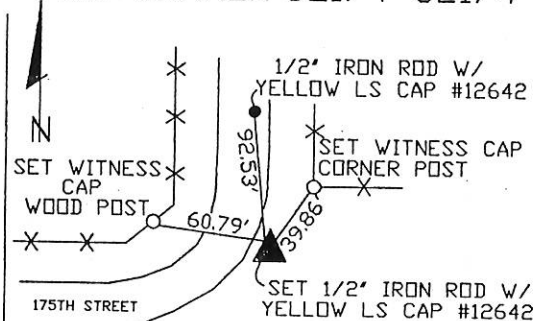 1/2" IRON ROD W/
YELLOW LS CAP #12642
N
SET WITNESS
CAP
WOOD POST
92.53'
SET WITNESS CAP
CORNER POST
60.79'
39.86'
SET 1/2" IRON ROD W/
YELLOW LS CAP #12642
175TH STREET